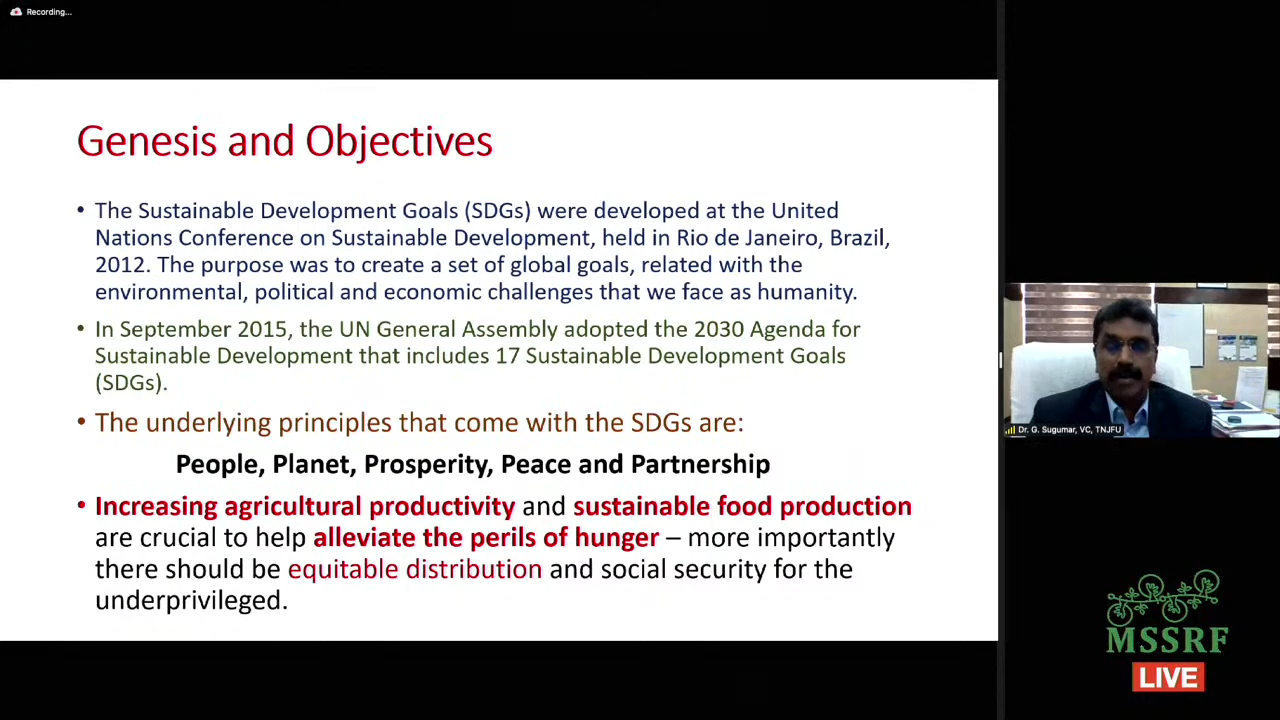 Recording...
Genesis and Objectives
• The Sustainable Development Goals (SDGs) were developed at the United
Nations Conference on Sustainable Development, held in Rio de Janeiro, Brazil,
2012. The purpose was to create a set of global goals, related with the
environmental, political and economic challenges that we face as humanity.
• In September 2015, the UN General Assembly adopted the 2030 Agenda for
Sustainable Development that includes 17 Sustainable Development Goals
(SDGs).
• The underlying principles that come with the SDGs are:
People, Planet, Prosperity, Peace and Partnership
• Increasing agricultural productivity and sustainable food production
are crucial to help alleviate the perils of hunger – more importantly
there should be equitable distribution and social security for the
underprivileged.
Dr. G. Sugumar, VC, TNJFU
MSSRF
LIVE